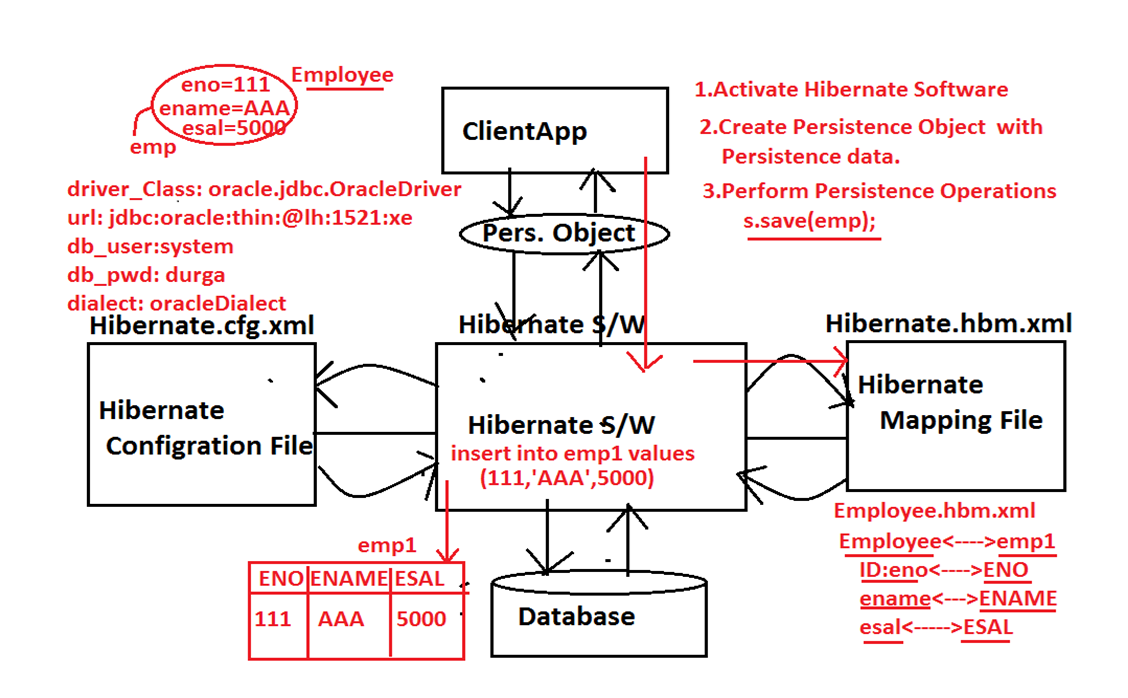 eno=111
ename=AAA
esal=5000
Employee
emp
ClientApp
1.Activate Hibernate Software
2.Create Persistence Object with
Persistence data.
3.Perform Persistence Operations
s.save(emp);
driver_Class: oracle.jdbc.OracleDriver
url: jdbc:oracle:thin:@lh:1521:xe
db_user:system
db_pwd: durga
dialect: oracleDialect
Pers. Object
Hibernate.cfg.xml
Hibernate S/W
Hibernate.hbm.xml
Hibernate
Configration File
Hibernate S/W
insert into emp1 values
(111,'AAA',5000)
Hibernate
Mapping File
Employee.hbm.xml
Employee<---->emp1
ID:eno<---->ENO
ename<--->ENAME
esal<----->ESAL
emp1
ENO ENAME ESAL
111 AAA 5000
Database